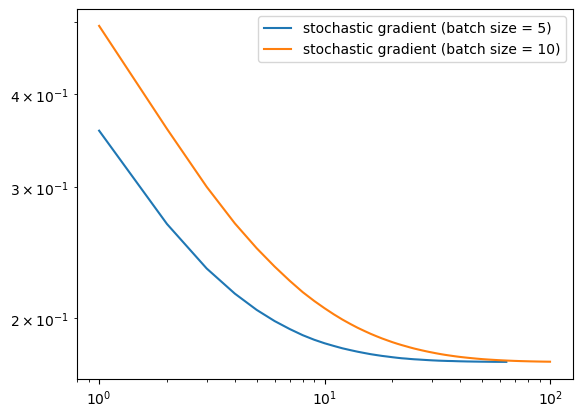 stochastic gradient (batch size = 5)
stochastic gradient (batch size = 10)
4 × 10⁻¹
3 × 10⁻¹
2 × 10⁻¹
10⁰ 10¹ 10²